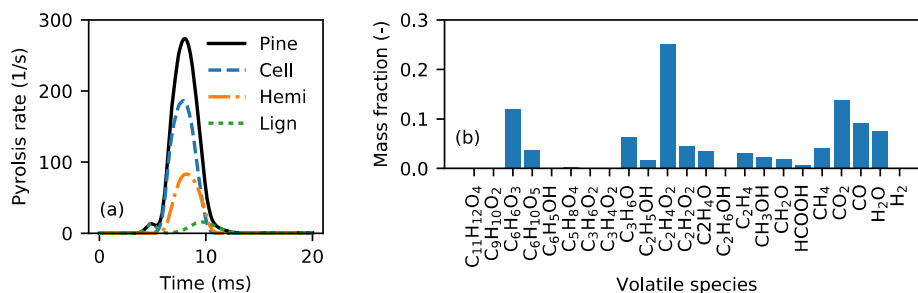 300
200
100
0
Pyrolsis rate (1/s)
Pine
Cell
Hemi
Lign
(a)
0
10
20
Time (ms)
0.3
0.2
0.1
0.0
Mass fraction (-)
(b)
C₁₁H₁₂O₄
C₉H₁₀O₂
C₆H₆O₃
C₆H₁₀O₅
C₆H₅OH
C₅H₈O₄
C₃H₆O₂
C₃H₄O₂
C₃H₆O
C₂H₅OH
C₂H₄O₂
C₂H₂O₂
C2H₄O
C₂H₆OH
C₂H₄
CH₃OH
CH₂O
HCOOH
CH₄
CO₂
CO
H₂O
H₂
Volatile species